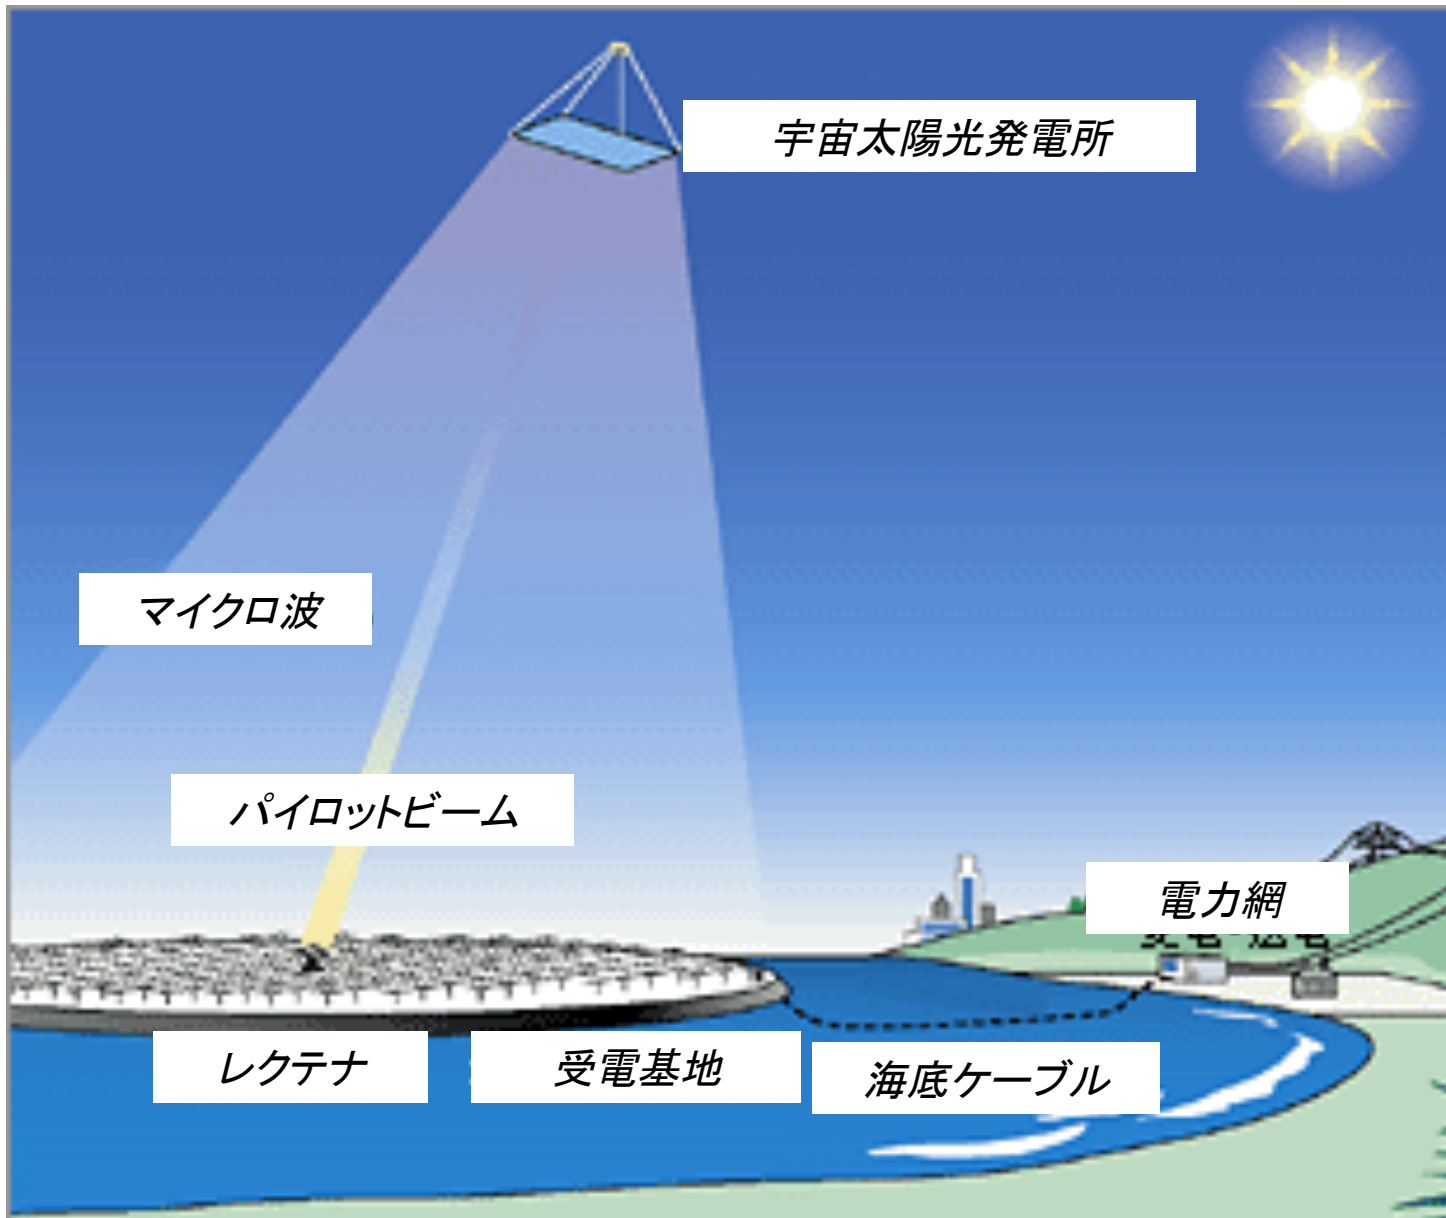 宇宙太陽光発電所
マイクロ波
パイロットビーム
電力網
レクテナ
受電基地
海底ケーブル